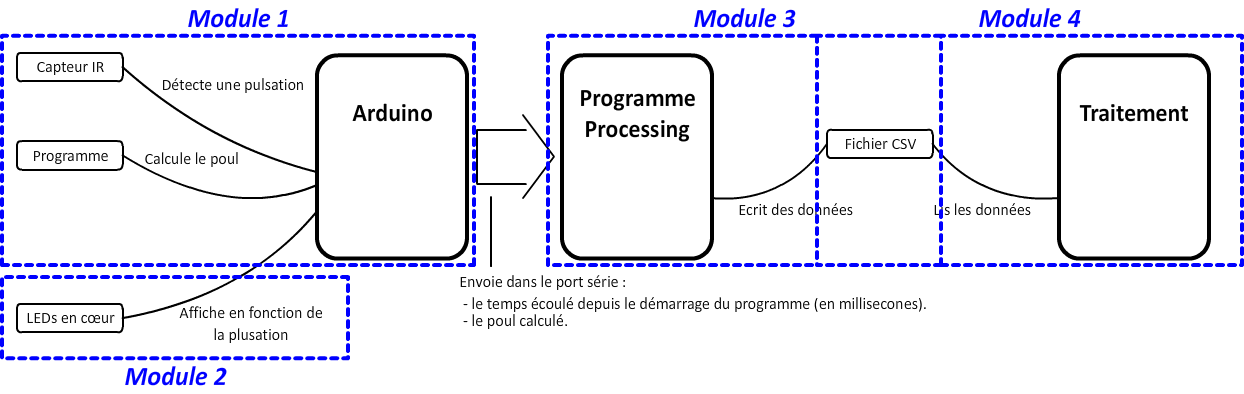 Module 1
Module 3
Module 4
Capteur IR
Détecte une pulsation
Arduino
Programme
Calcule le poul
Programme
Processing
Fichier CSV
Traitement
Ecrit des données
Lis les données
Envoie dans le port série :
- le temps écoulé depuis le démarrage du programme (en millisecones).
- le poul calculé.
LEDs en cœur
Affiche en fonction de
la plusation
Module 2